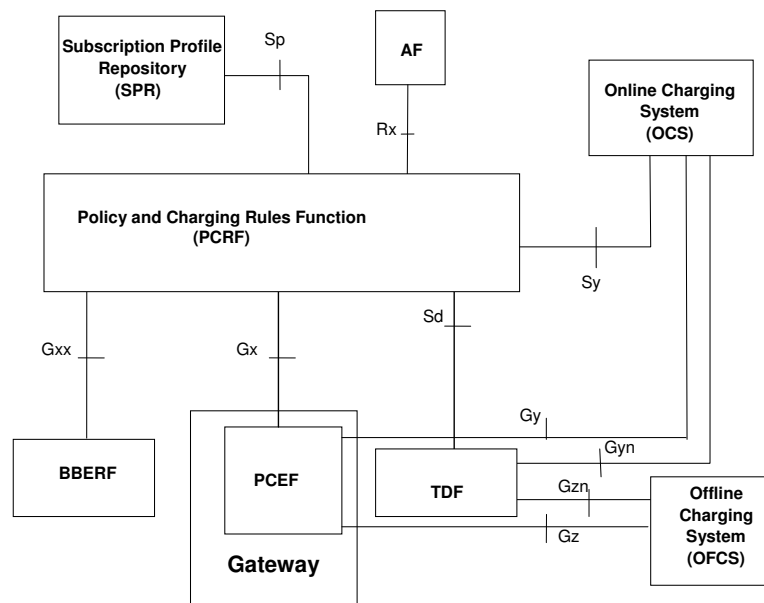 Sp
Subscription Profile
Repository
(SPR)
AF
Online Charging
System
(OCS)
Rx
Policy and Charging Rules Function
(PCRF)
Sy
Sd
Gxx
Gx
Gy
Gyn
BBERF
PCEF
TDF
Gzn
Offline
Charging
System
(OFCS)
Gz
Gateway